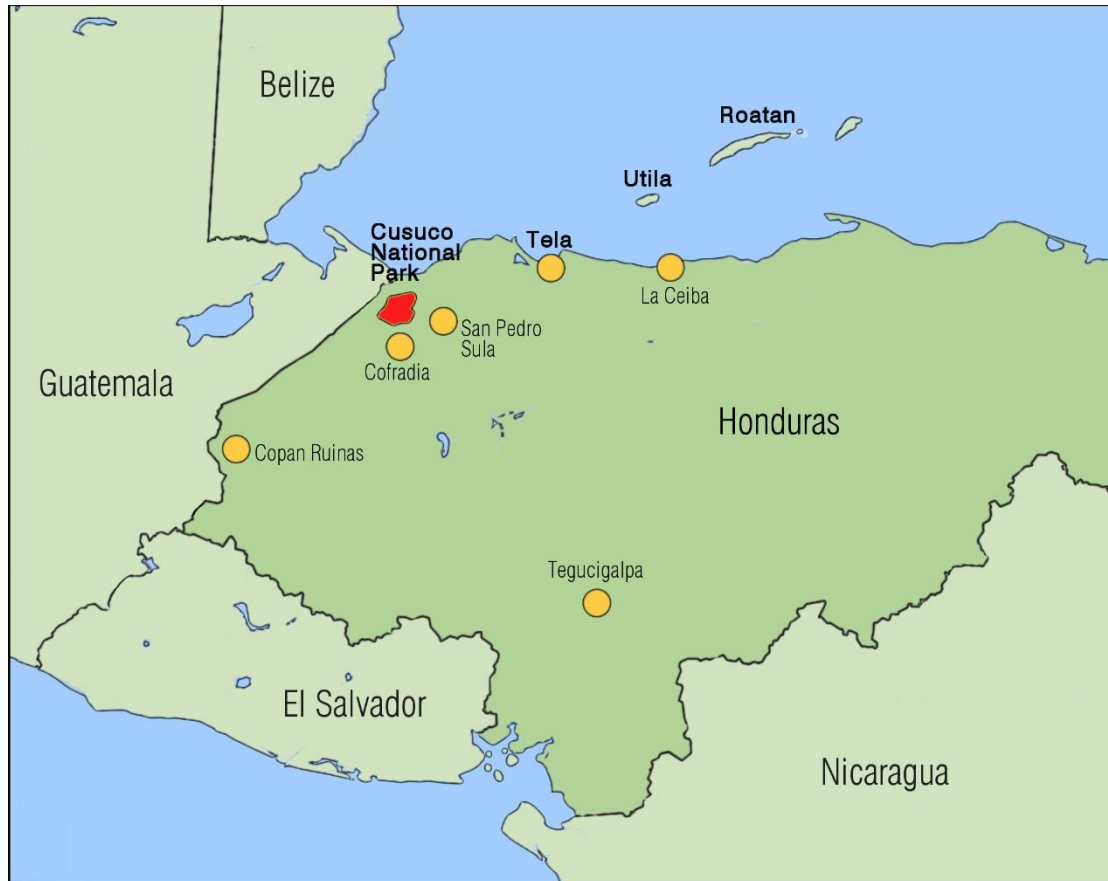 Belize
Roatan
Utila
Cusuco
National
Park
Tela
La Ceiba
San Pedro
Sula
Cofradia
Guatemala
Honduras
Copan Ruinas
Tegucigalpa
El Salvador
Nicaragua